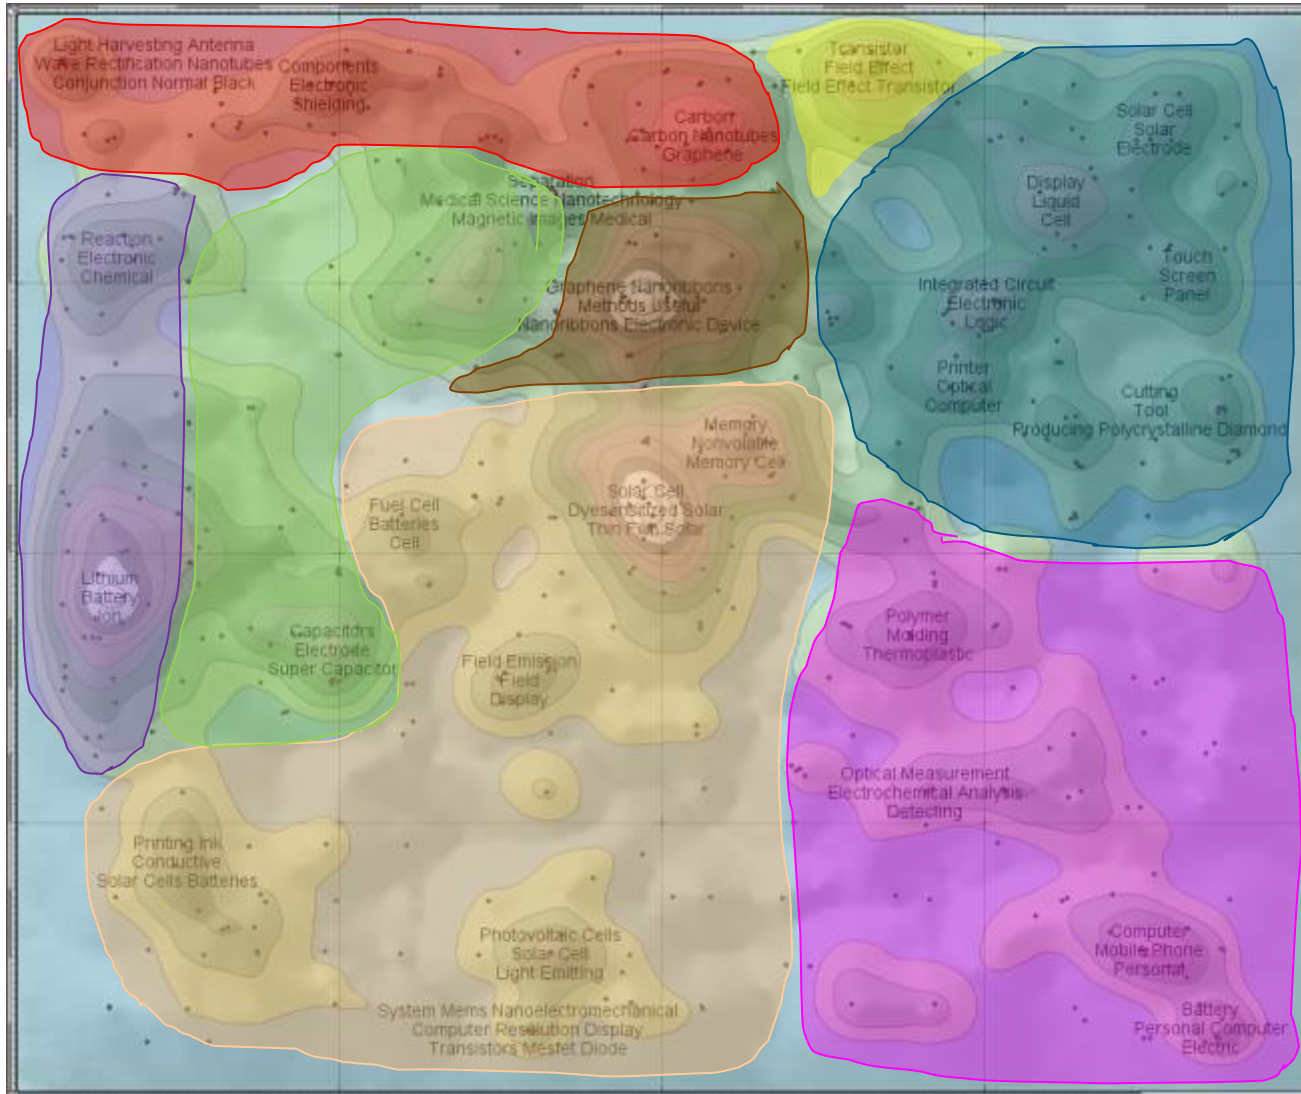 Light Harvesting Antenna
Wave Rectification Nanotubes
Conjunction Normal Black
Components
Electronic
Shielding
Carbon
Carbon Nanotubes
Graphene
Transistor
Field Effect
Field Effect Transistor
Solar Cell
Solar
Electrode
Display
Liquid
Cell
Separation
Medical Science Nanotechnology
Magnetic Images Medical
Reaction
Electronic
Chemical
Touch
Screen
Panel
Graphene Nanoribbons
Methods Useful
Nanoribbons Electronic Device
Integrated Circuit
Electronic
Logic
Printer
Optical
Computer
Cutting
Tool
Producing Polycrystalline Diamond
Memory
Nonvolatile
Memory Cell
Fuel Cell
Batteries
Cell
Solar Cell
Dyesensitized Solar
Thin Film Solar
Lithium
Battery
Ion
Capacitors
Electrode
Super Capacitor
Field Emission
Field
Display
Polymer
Molding
Thermoplastic
Optical Measurement
Electrochemical Analysis
Detecting
Printing Ink
Conductive
Solar Cells Batteries
Photovoltaic Cells
Solar Cell
Light Emitting
Computer
Mobile Phone
Personal
System Mems Nanoelectromechanical
Computer Resolution Display
Transistors Mesfet Diode
Battery
Personal Computer
Electric